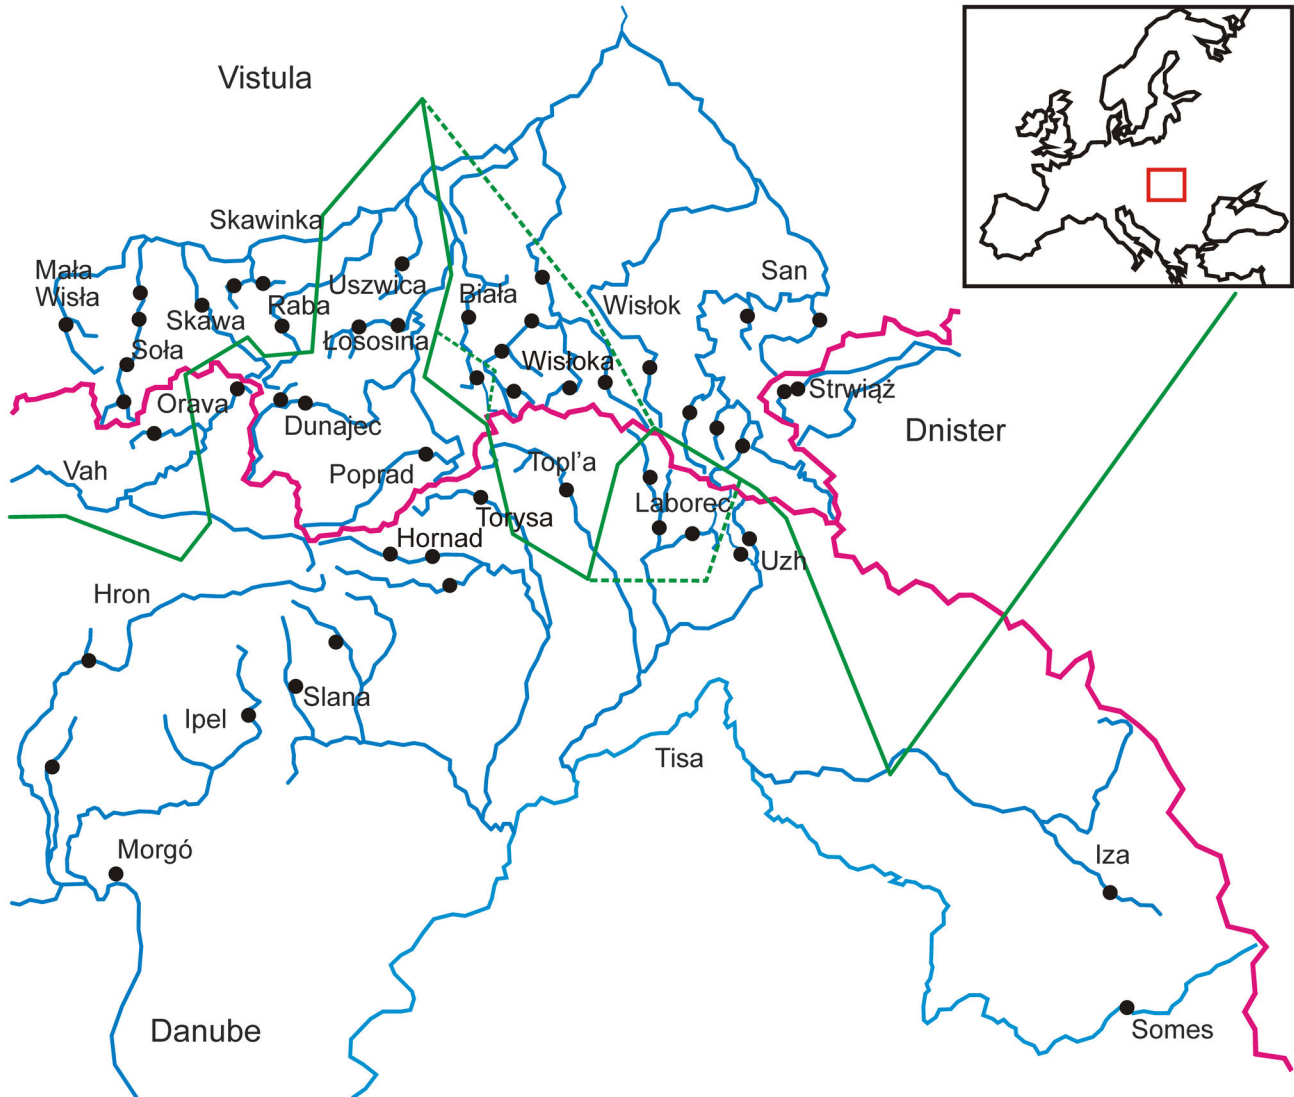 Vistula
Skawinka
Mała
Wisła
Uszwica
San
Biała
Wisłok
Raba
Skawa
Łososina
Soła
Wisłoka
Strwiąż
Orava
Dunajec
Dnister
Vah
Poprad
Topl'a
Laborec
Torysa
Hornad
Uzh
Hron
Slana
Ipel
Tisa
Morgó
Iza
Danube
Somes